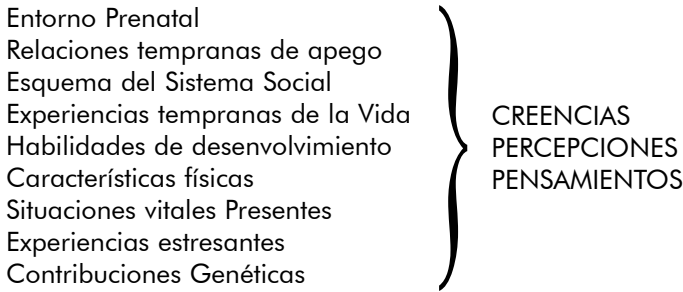 Entorno Prenatal
Relaciones tempranas de apego
Esquema del Sistema Social
Experiencias tempranas de la Vida
Habilidades de desenvolvimiento
Características físicas
Situaciones vitales Presentes
Experiencias estresantes
Contribuciones Genéticas
CREENCIAS
PERCEPCIONES
PENSAMIENTOS